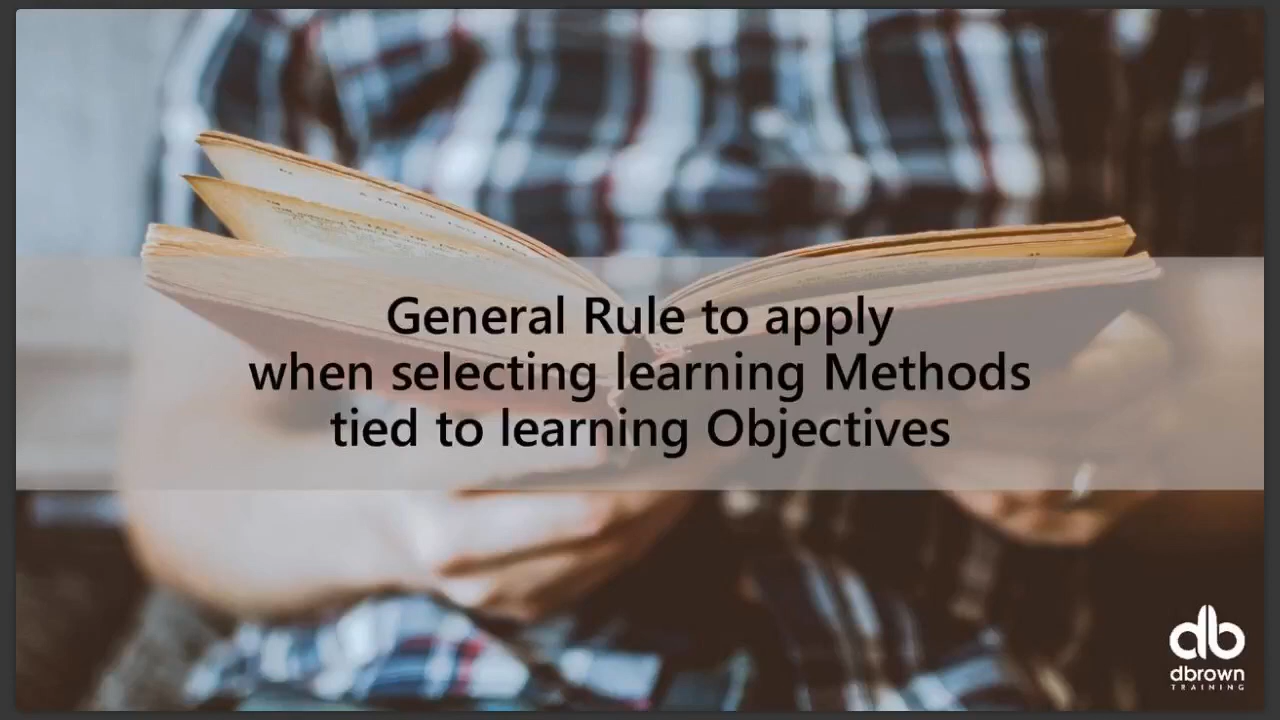 General Rule to apply
when selecting learning Methods
tied to learning Objectives
db
dbrown
TRAINING